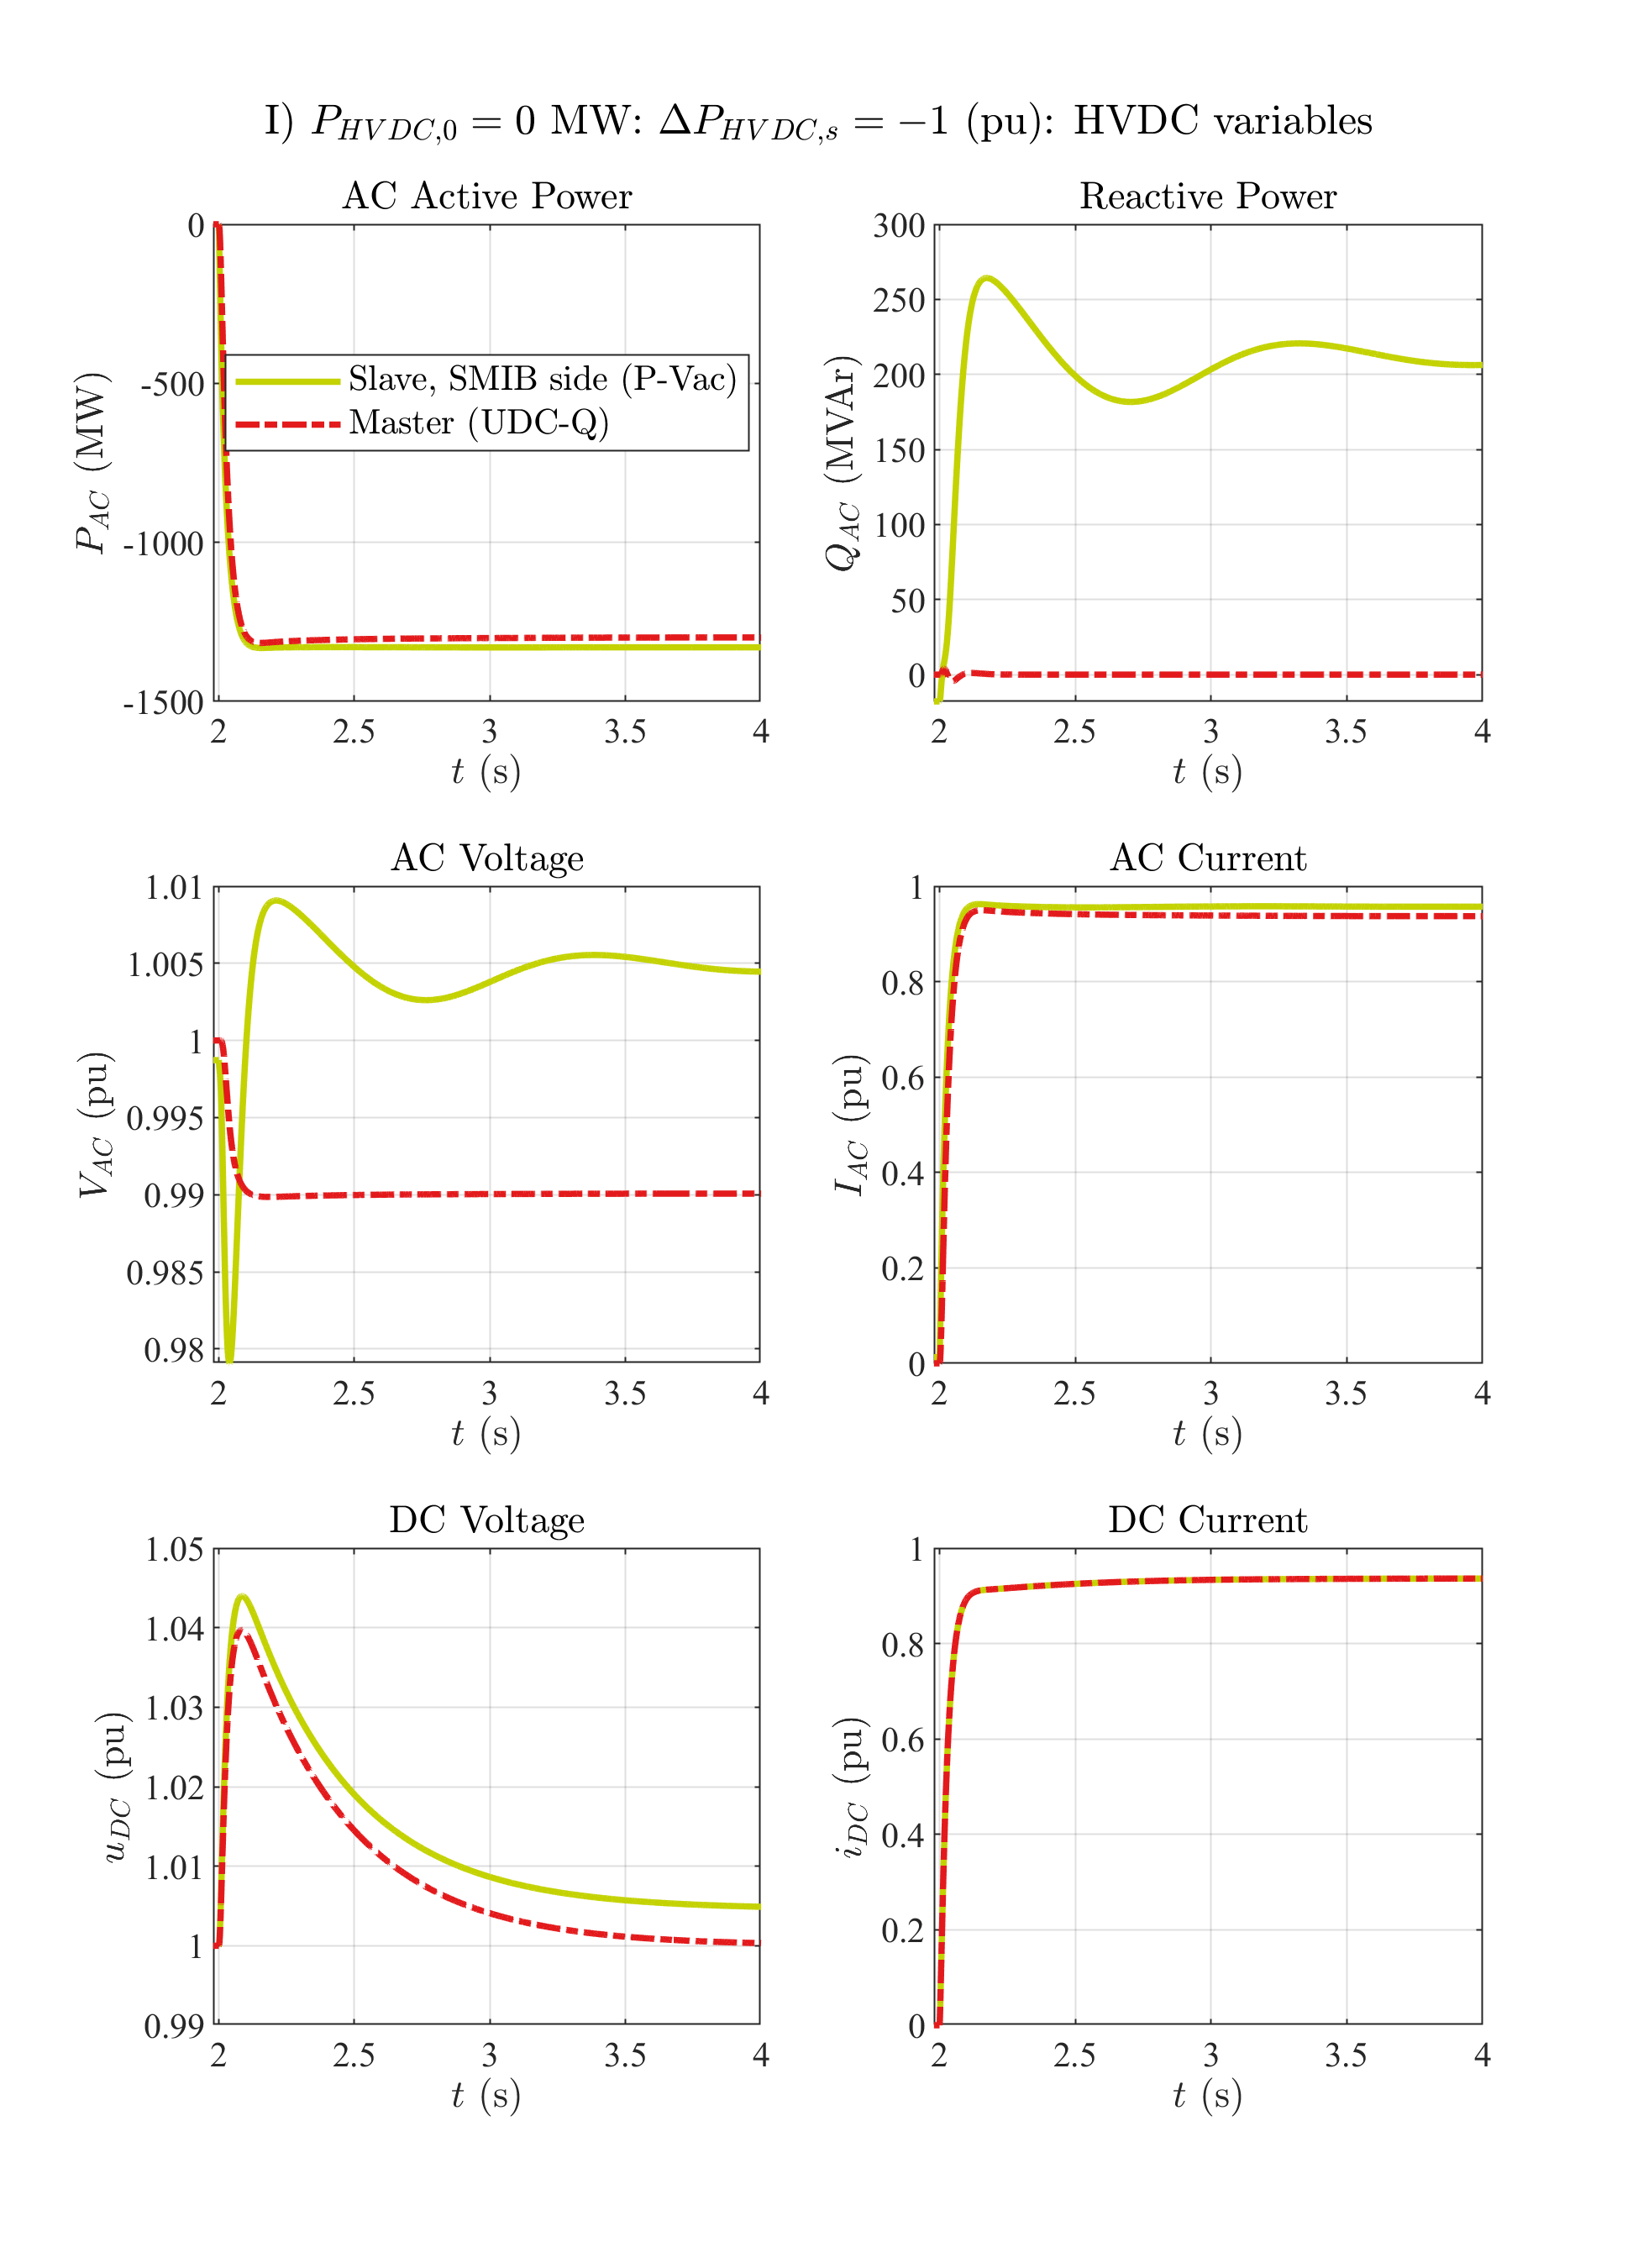 I) P_{HVDC,0} = 0 MW: ΔP_{HVDC,s} = −1 (pu): HVDC variables
AC Active Power
P_{AC} (MW)
0
-500
-1000
-1500
Slave, SMIB side (P-Vac)
Master (UDC-Q)
2 2.5 3 3.5 4
t (s)
Reactive Power
Q_{AC} (MVAr)
300
250
200
150
100
50
0
2 2.5 3 3.5 4
t (s)
AC Voltage
V_{AC} (pu)
1.01
1.005
1
0.995
0.99
0.985
0.98
2 2.5 3 3.5 4
t (s)
AC Current
I_{AC} (pu)
1
0.8
0.6
0.4
0.2
0
2 2.5 3 3.5 4
t (s)
DC Voltage
u_{DC} (pu)
1.05
1.04
1.03
1.02
1.01
1
0.99
2 2.5 3 3.5 4
t (s)
DC Current
i_{DC} (pu)
1
0.8
0.6
0.4
0.2
0
2 2.5 3 3.5 4
t (s)